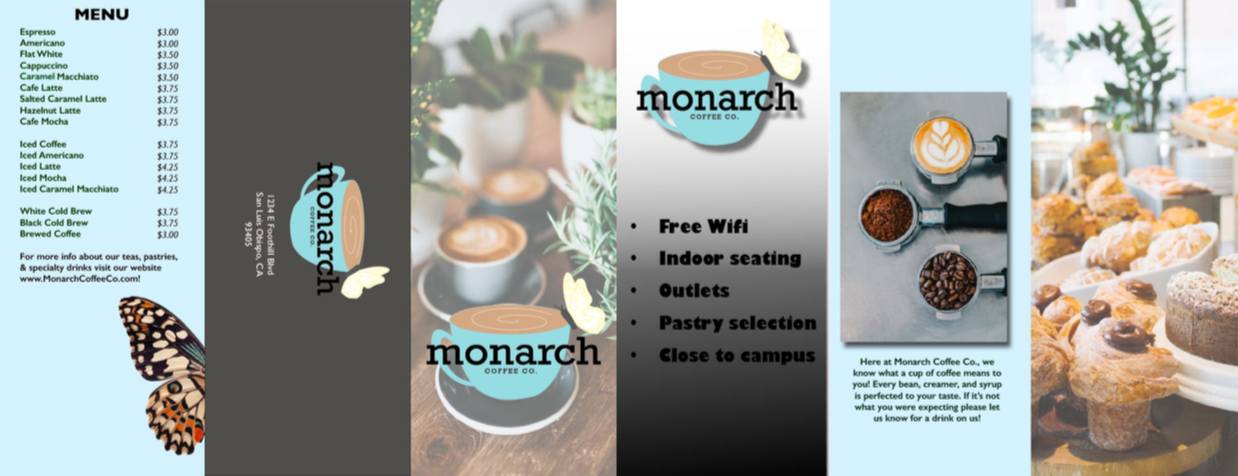 MENU
Espresso $3.00
Americano $3.00
Flat White $3.50
Cappuccino $3.50
Caramel Macchiato $3.50
Cafe Latte $3.75
Salted Caramel Latte $3.75
Hazelnut Latte $3.75
Cafe Mocha $3.75
Iced Coffee $3.75
Iced Americano $3.75
Iced Latte $4.25
Iced Mocha $4.25
Iced Caramel Macchiato $4.25
White Cold Brew $3.75
Black Cold Brew $3.75
Brewed Coffee $3.00
For more info about our teas, pastries,
& specialty drinks visit our website
www.MonarchCoffeeCo.com!
monarch
COFFEE CO.
1234 E Foothill Blvd
San Luis Obispo, CA
93405
monarch
COFFEE CO.
monarch
COFFEE CO.
• Free Wifi
• Indoor seating
• Outlets
• Pastry selection
• Close to campus
Here at Monarch Coffee Co., we
know what a cup of coffee means to
you! Every bean, creamer, and syrup
is perfected to your taste. If it's not
what you were expecting please let
us know for a drink on us!